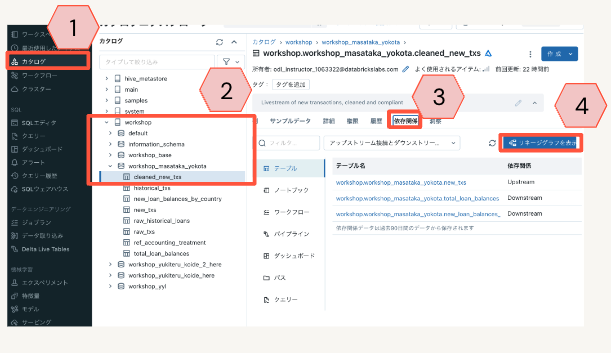 1
2
3
4
ワークスペース
カタログ
ワークフロー
クラスター
SQL
SQLエディタ
クエリー
ダッシュボード
アラート
クエリー履歴
SQLウェアハウス
データエンジニアリング
ジョブラン
データ取り込み
Delta Live Tables
機械学習
エクスペリメント
特徴量
モデル
サービング
カタログ
タイプして絞り込み
hive_metastore
main
samples
system
workshop
default
information_schema
workshop_base
workshop_masataka_yokota
cleaned_new_txs
historical_txs
new_loan_balances_by_country
new_txs
raw_historical_loans
raw_txs
ref_accounting_treatment
total_loan_balances
workshop_yukiteru_koide_2_here
workshop_yukiteru_koide_here
workshop_yyl
カタログ › workshop › workshop_masataka_yokota ›
workshop.workshop_masataka_yokota.cleaned_new_txs
作成
所有者: odl_instructor_1063322@databrickslabs.com
よく使用されるアイテム:
前回更新: 22 時間前
タグ:
タグを追加
Livestream of new transactions, cleaned and compliant
サンプルデータ
詳細
権限
履歴
依存関係
洞察
フィルター...
アップストリーム接続とダウンストリー...
リネージグラフを表示
テーブル
ノートブック
ワークフロー
パイプライン
ダッシュボード
パス
クエリー
テーブル名
依存関係
workshop.workshop_masataka_yokota.new_txs
Upstream
workshop.workshop_masataka_yokota.total_loan_balances
Downstream
workshop.workshop_masataka_yokota.new_loan_balances_
Downstream
依存関係データは過去90日間のデータから保存されます